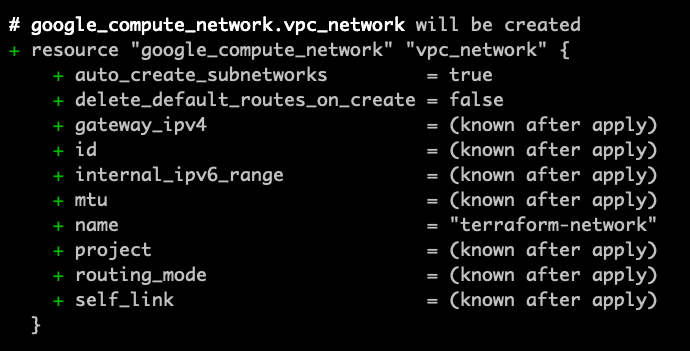 # google_compute_network.vpc_network will be created
+ resource "google_compute_network" "vpc_network" {
+ auto_create_subnetworks = true
+ delete_default_routes_on_create = false
+ gateway_ipv4 = (known after apply)
+ id = (known after apply)
+ internal_ipv6_range = (known after apply)
+ mtu = (known after apply)
+ name = "terraform-network"
+ project = (known after apply)
+ routing_mode = (known after apply)
+ self_link = (known after apply)
}